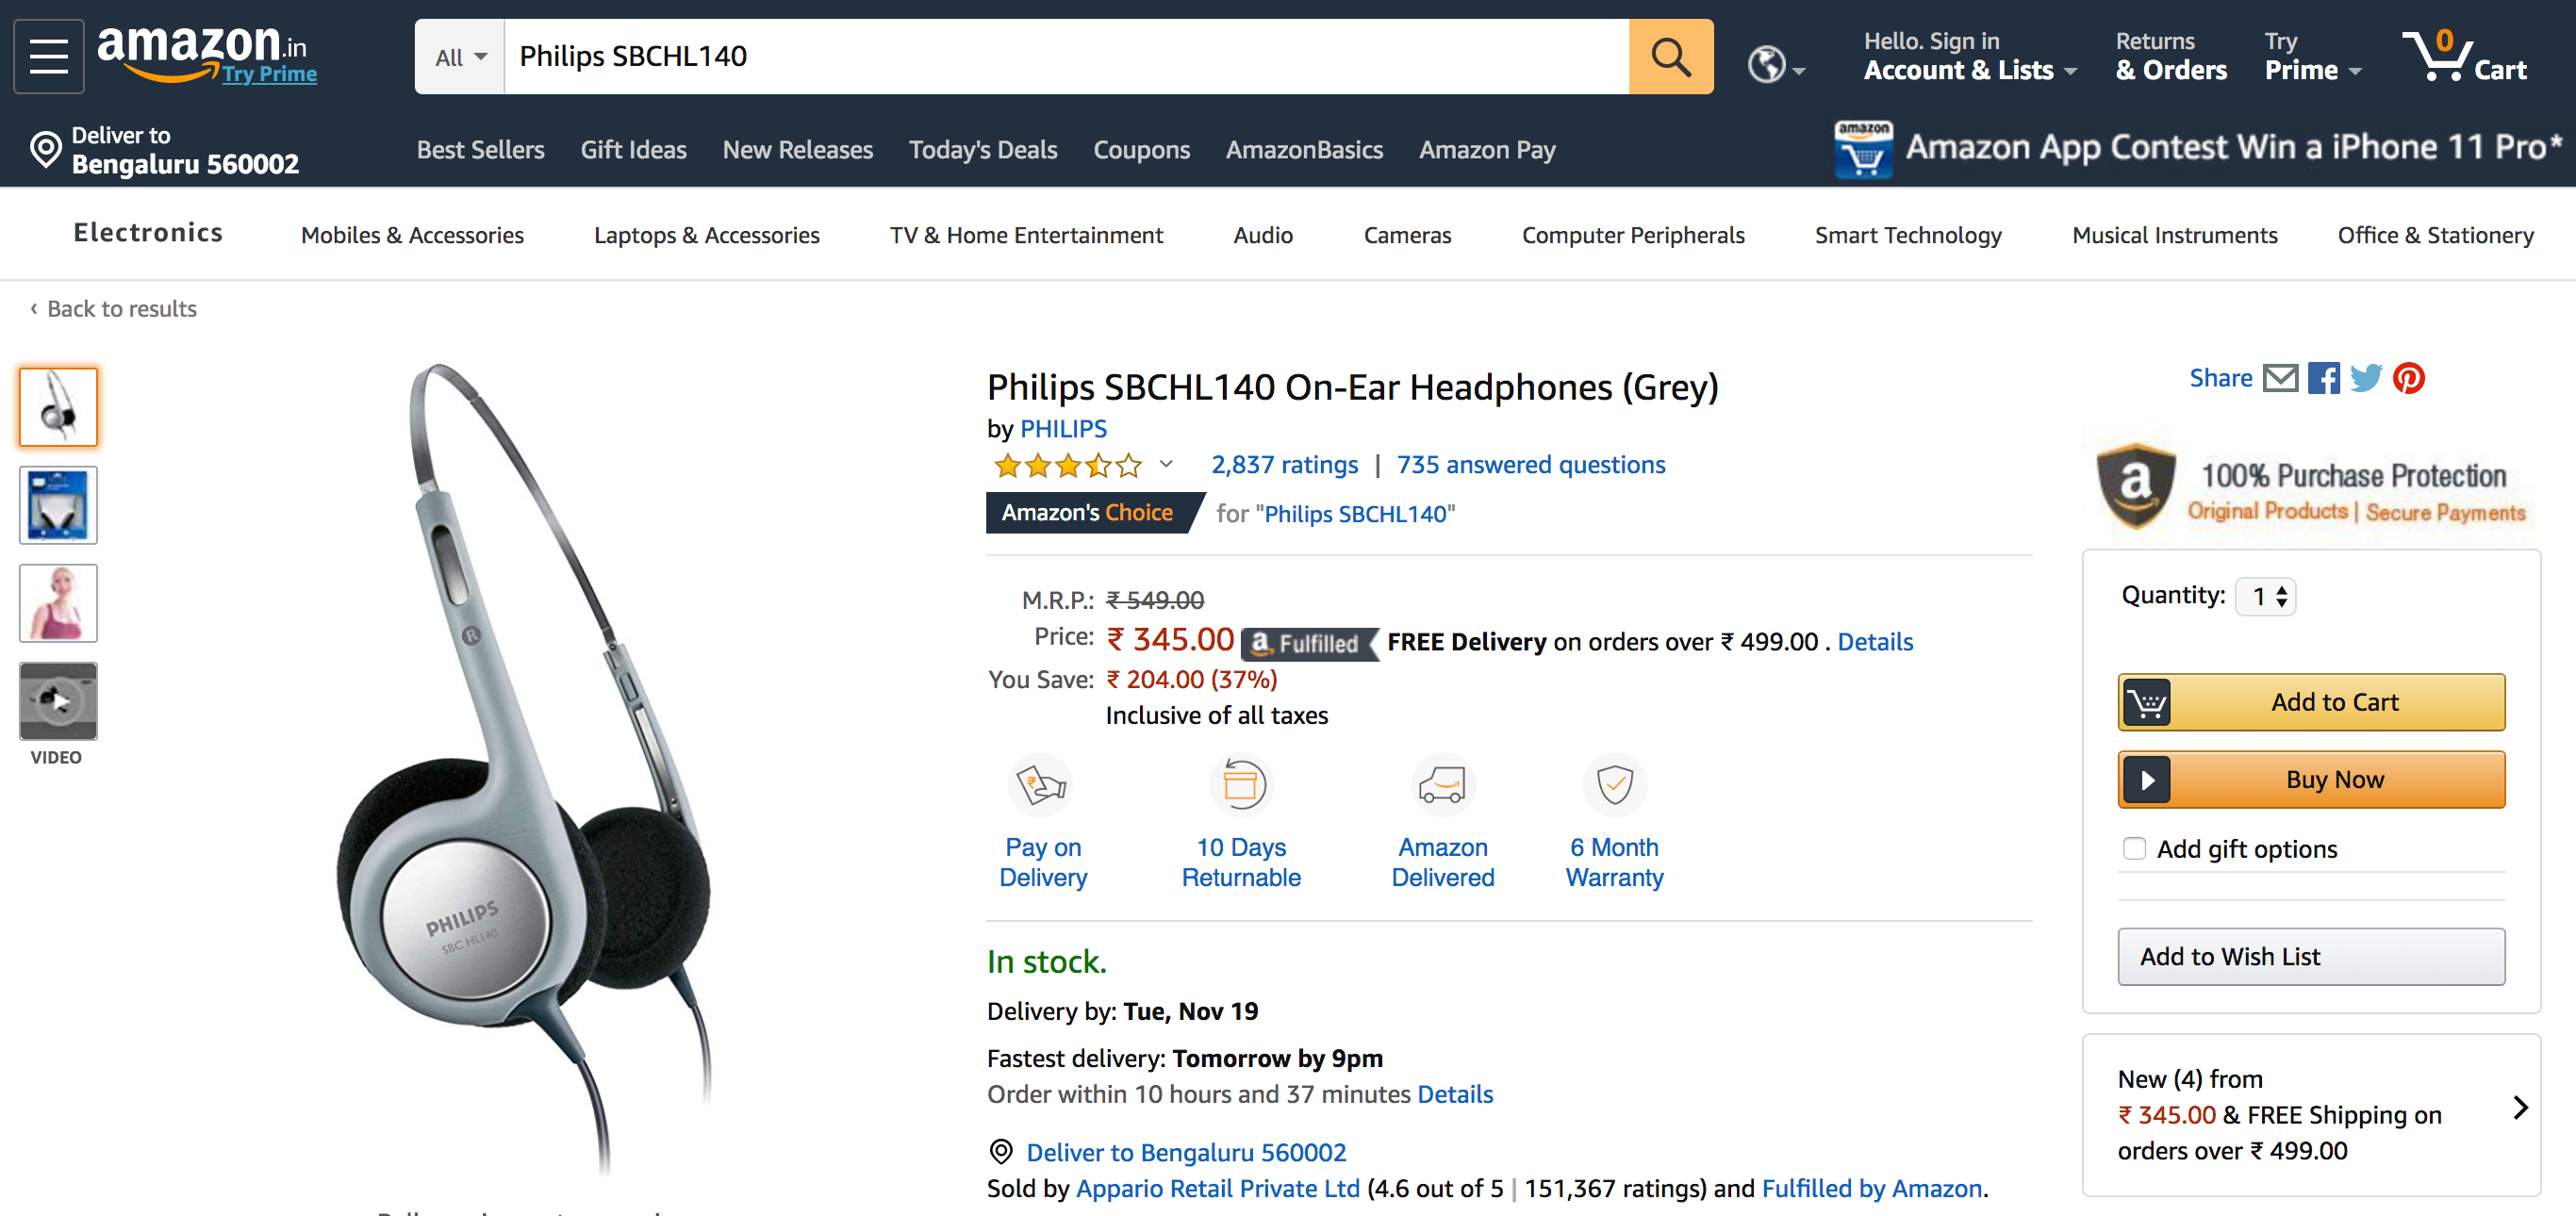 amazon.in
Try Prime
All
Philips SBCHL140
Hello. Sign in
Account & Lists
Returns
& Orders
Try
Prime
0
Cart
Deliver to
Bengaluru 560002
Best Sellers
Gift Ideas
New Releases
Today's Deals
Coupons
AmazonBasics
Amazon Pay
amazon
Amazon App Contest Win a iPhone 11 Pro*
Electronics
Mobiles & Accessories
Laptops & Accessories
TV & Home Entertainment
Audio
Cameras
Computer Peripherals
Smart Technology
Musical Instruments
Office & Stationery
‹ Back to results
VIDEO
R
PHILIPS
SBC HL140
Philips SBCHL140 On-Ear Headphones (Grey)
by PHILIPS
2,837 ratings | 735 answered questions
Amazon's Choice for "Philips SBCHL140"
M.R.P.: ₹ 549.00
Price: ₹ 345.00 a Fulfilled FREE Delivery on orders over ₹ 499.00 . Details
You Save: ₹ 204.00 (37%)
Inclusive of all taxes
Pay on
Delivery
10 Days
Returnable
Amazon
Delivered
6 Month
Warranty
In stock.
Delivery by: Tue, Nov 19
Fastest delivery: Tomorrow by 9pm
Order within 10 hours and 37 minutes Details
Deliver to Bengaluru 560002
Sold by Appario Retail Private Ltd (4.6 out of 5 | 151,367 ratings) and Fulfilled by Amazon.
Share
a
100% Purchase Protection
Original Products | Secure Payments
Quantity: 1
Add to Cart
Buy Now
Add gift options
Add to Wish List
New (4) from
₹ 345.00 & FREE Shipping on
orders over ₹ 499.00